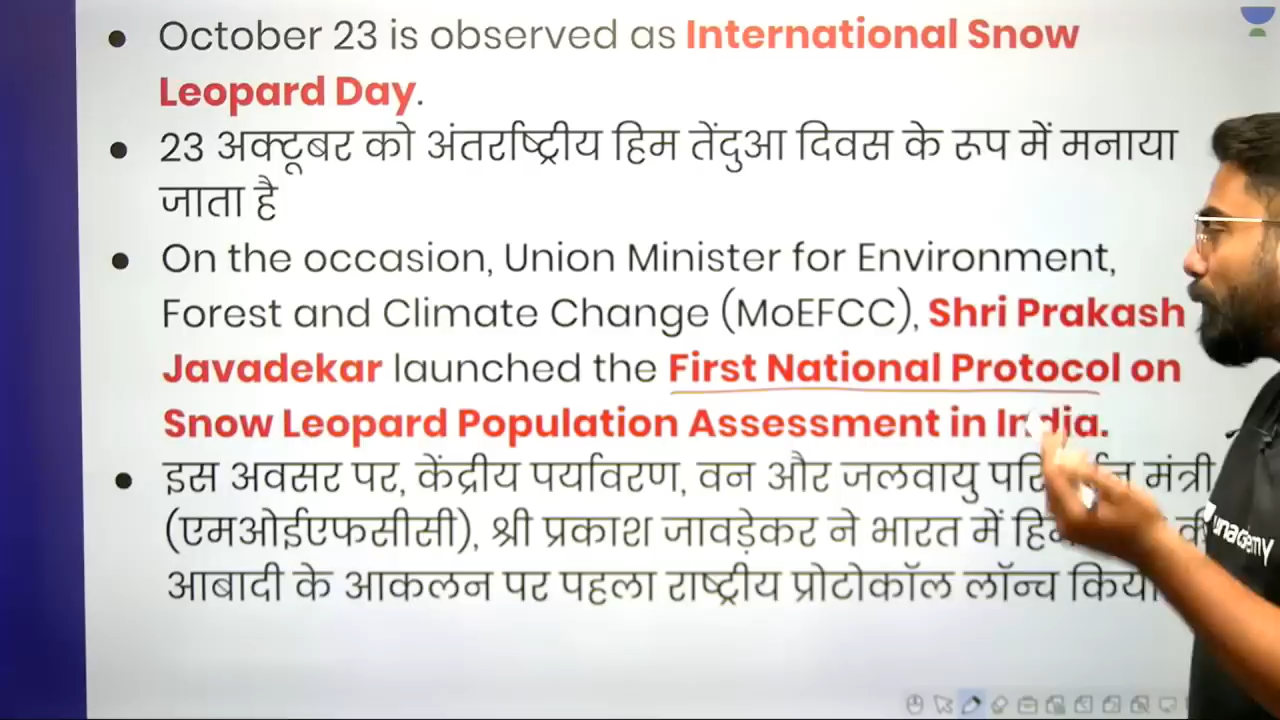 October 23 is observed as International Snow
Leopard Day.
23 अक्टूबर को अंतर्राष्ट्रीय हिम तेंदुआ दिवस के रूप में मनाया
जाता है
On the occasion, Union Minister for Environment,
Forest and Climate Change (MoEFCC), Shri Prakash
Javadekar launched the First National Protocol on
Snow Leopard Population Assessment in India.
इस अवसर पर, केंद्रीय पर्यावरण, वन और जलवायु मंत्री
(एमओईएफसीसी), श्री प्रकाश जावड़ेकर ने भारत में
आबादी के आकलन पर पहला राष्ट्रीय प्रोटोकॉल लॉन्च किया
unacademy